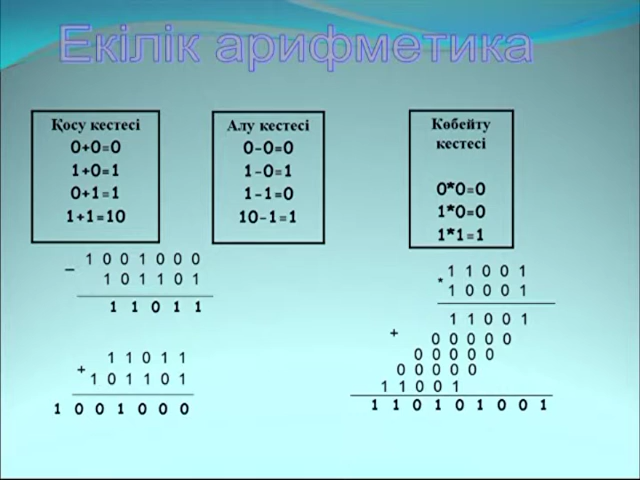 Екілік арифметика
Қосу кестесі
0+0=0
1+0=1
0+1=1
1+1=10
Алу кестесі
0-0=0
1-0=1
1-1=0
10-1=1
Көбейту
кестесі
0*0=0
1*0=0
1*1=1
_ 1 0 0 1 0 0 0
1 0 1 1 0 1
1 1 0 1 1
1 1 0 1 1
+
1 0 1 1 0 1
1 0 0 1 0 0 0
1 1 0 0 1
*
1 0 0 0 1
1 1 0 0 1
+
0 0 0 0 0
0 0 0 0 0
0 0 0 0 0
1 1 0 0 1
1 1 0 1 0 1 0 0 1